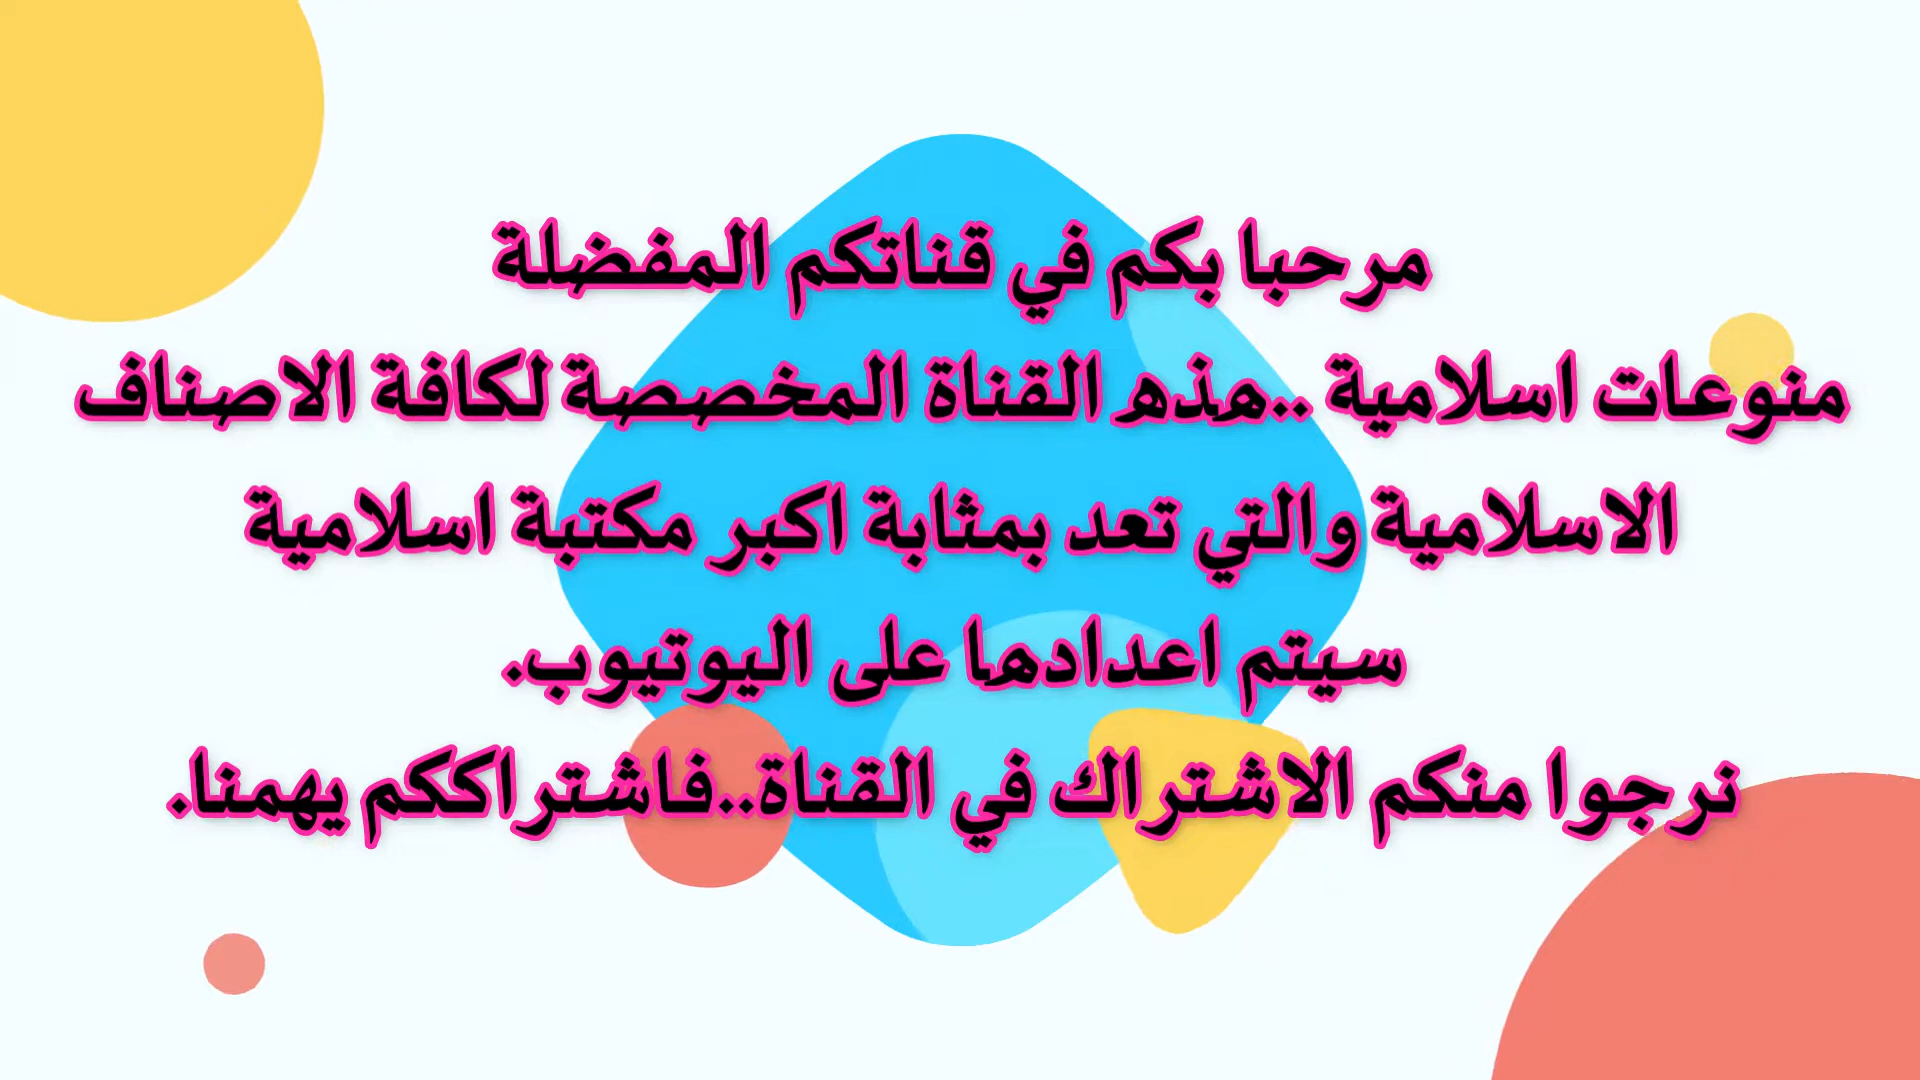 مرحبا بكم في قناتكم المفضلة
منوعات اسلامية ..هذه القناة المخصصة لكافة الاصناف
الاسلامية والتي تعد بمثابة اكبر مكتبة اسلامية
سيتم اعدادها على اليوتيوب.
نرجوا منكم الاشتراك في القناة..فاشتراككم يهمنا.